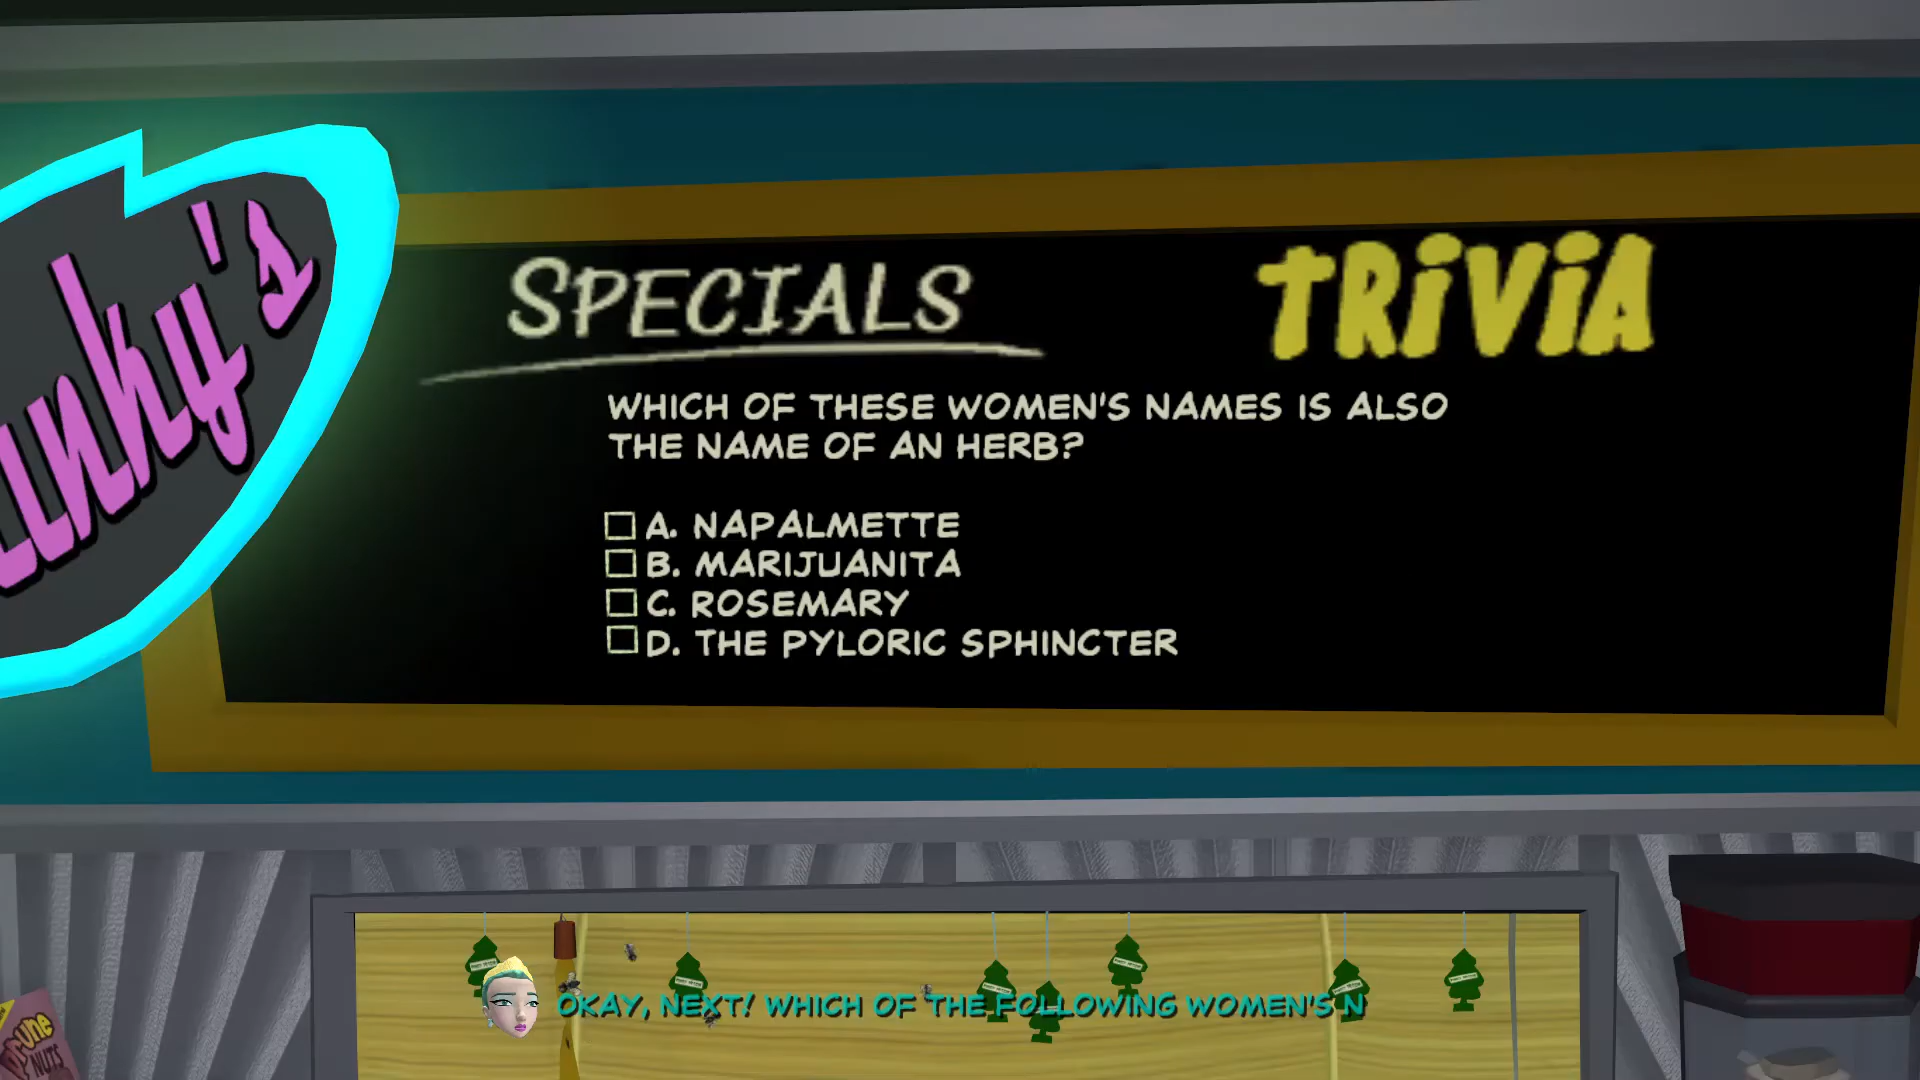 SPECIALS
TRIVIA
WHICH OF THESE WOMEN'S NAMES IS ALSO
THE NAME OF AN HERB?
A. NAPALMETTE
B. MARIJUANITA
C. ROSEMARY
D. THE PYLORIC SPHINCTER
OKAY, NEXT! WHICH OF THE FOLLOWING WOMEN'S N
NUTS